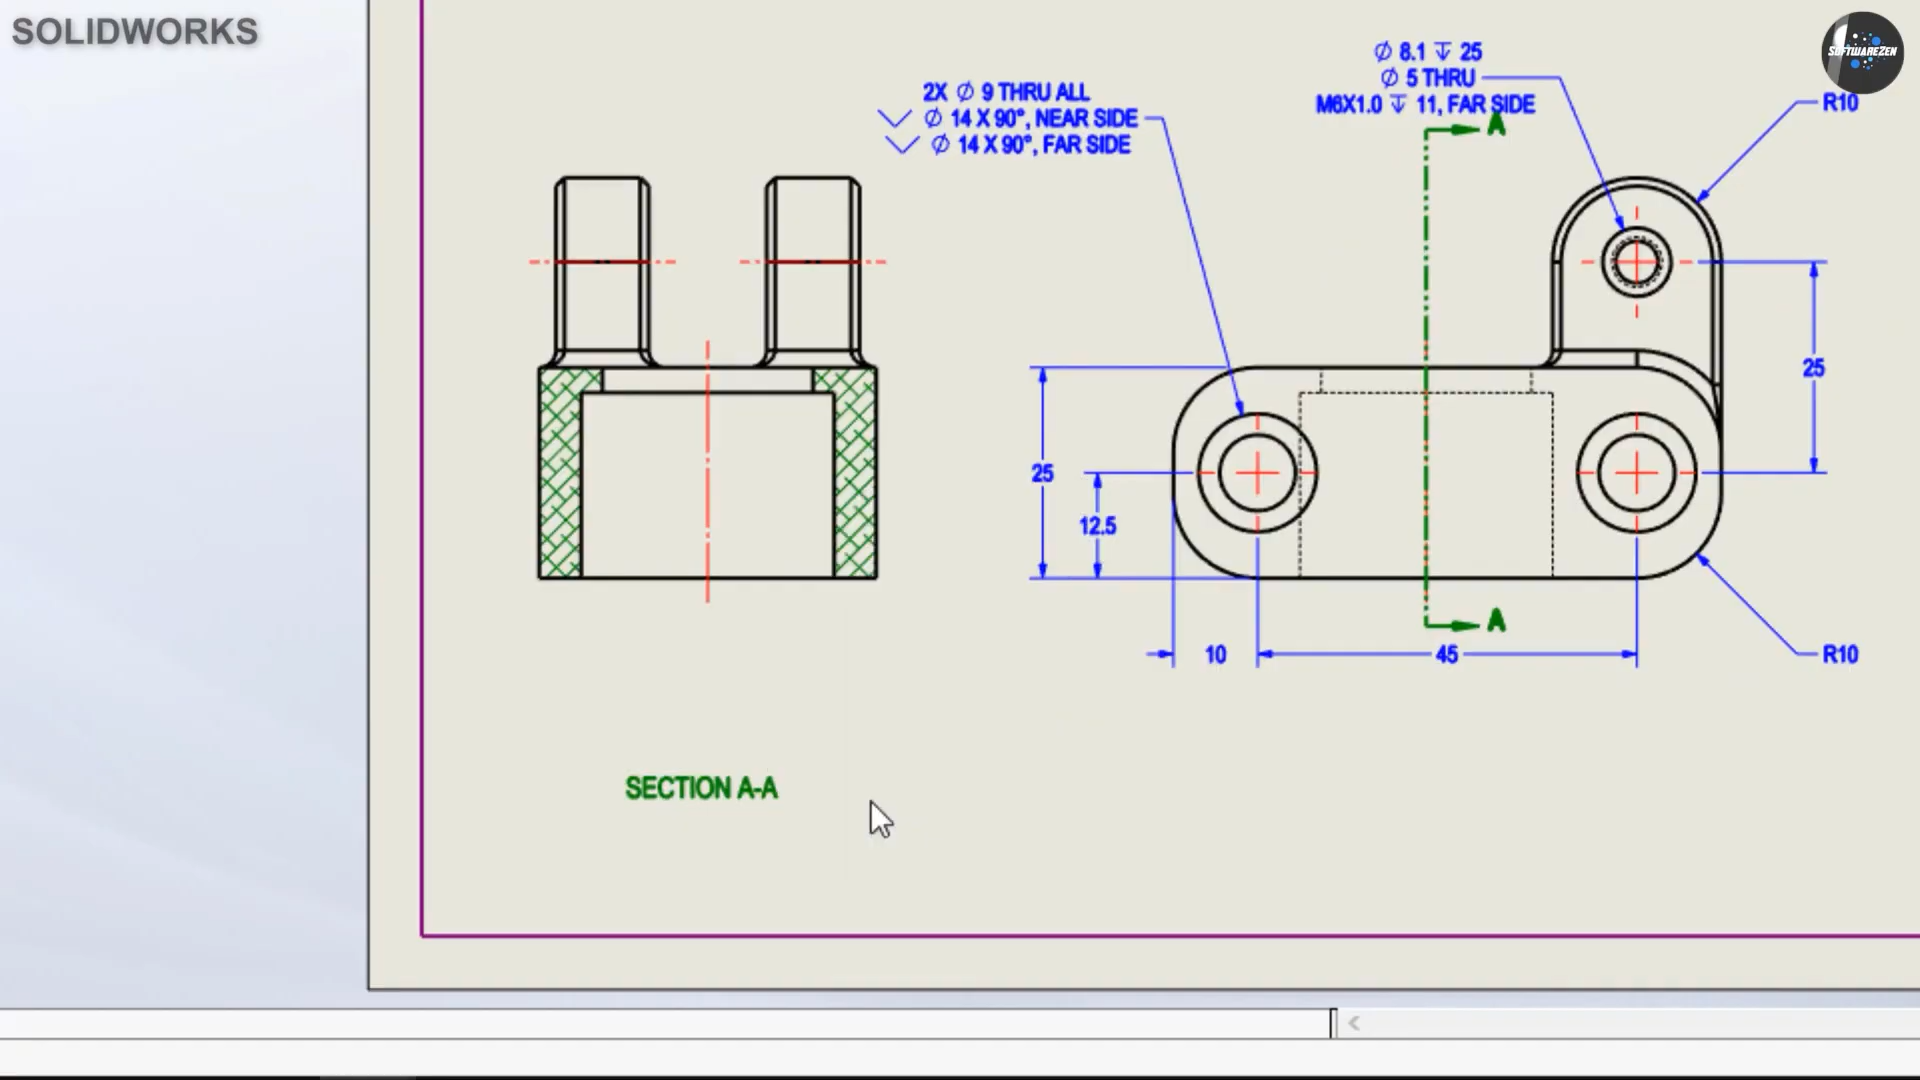 SOLIDWORKS
SOFTWAREZEN
2X ∅ 9 THRU ALL
⌵ ∅ 14 X 90°, NEAR SIDE
⌵ ∅ 14 X 90°, FAR SIDE
∅ 8.1 ↧ 25
∅ 5 THRU
M6X1.0 ↧ 11, FAR SIDE
A
R10
25
25
12.5
A
10
45
R10
SECTION A-A